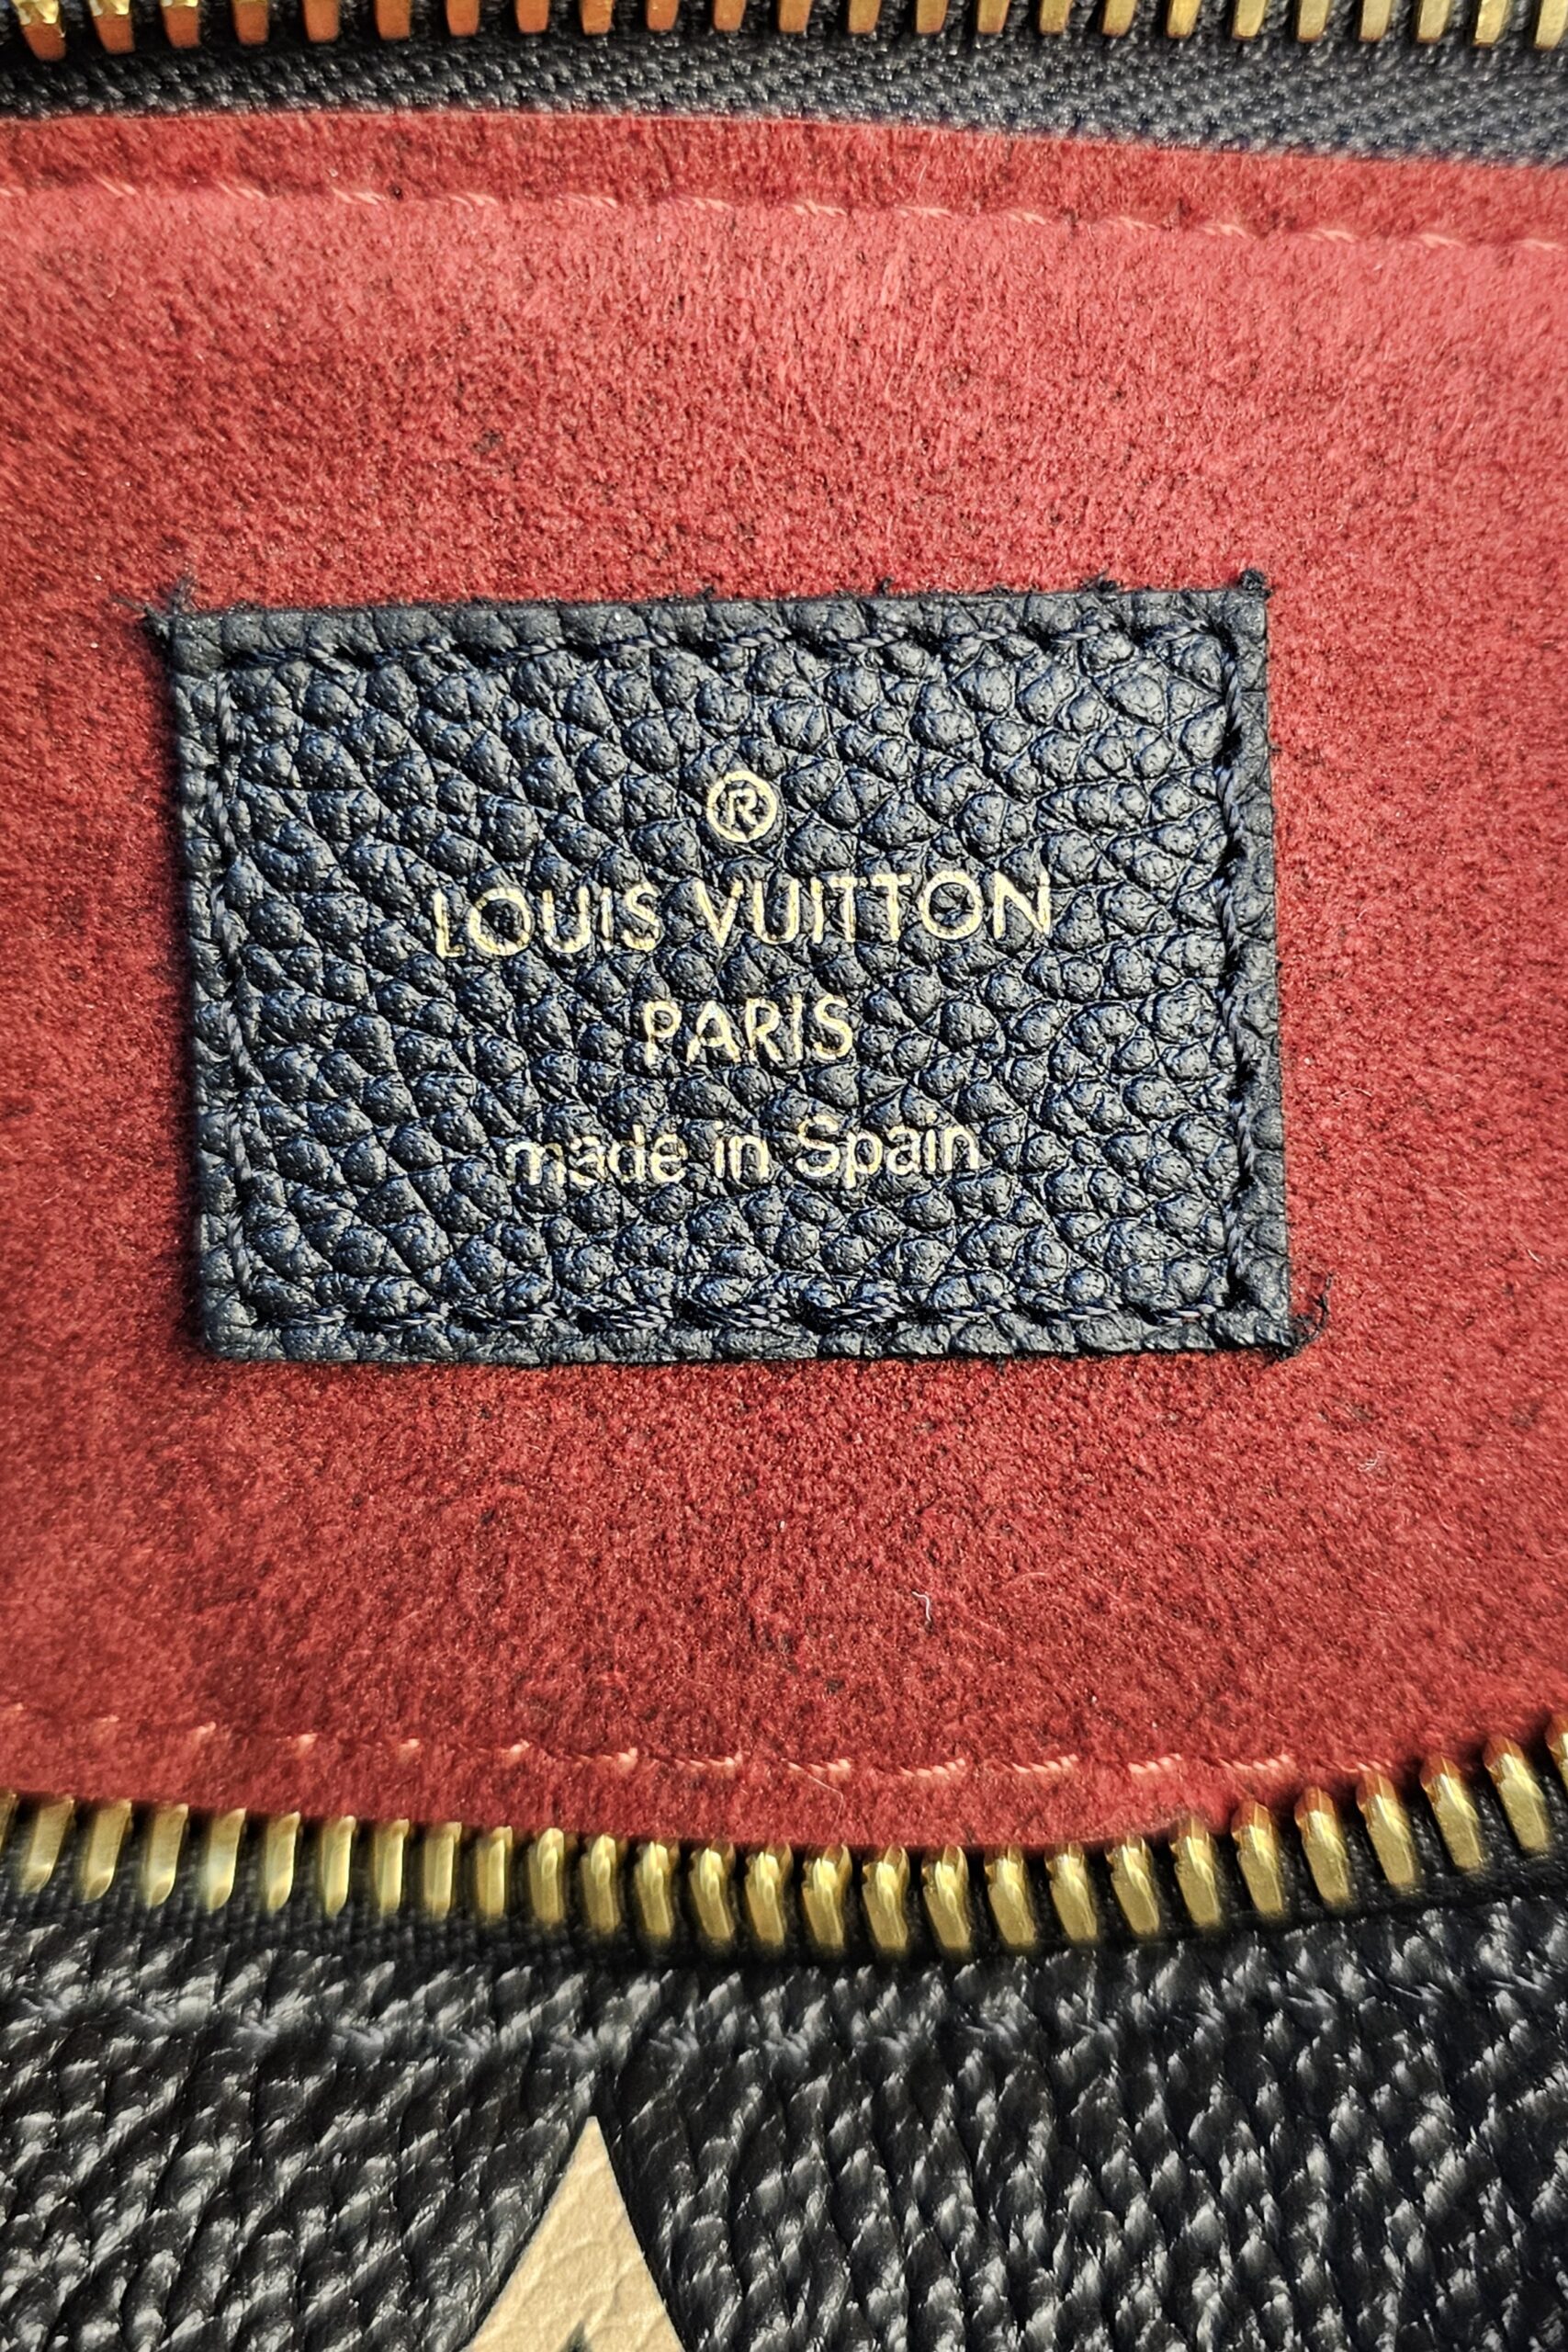 ®
LOUIS VUITTON
PARIS
made in Spain